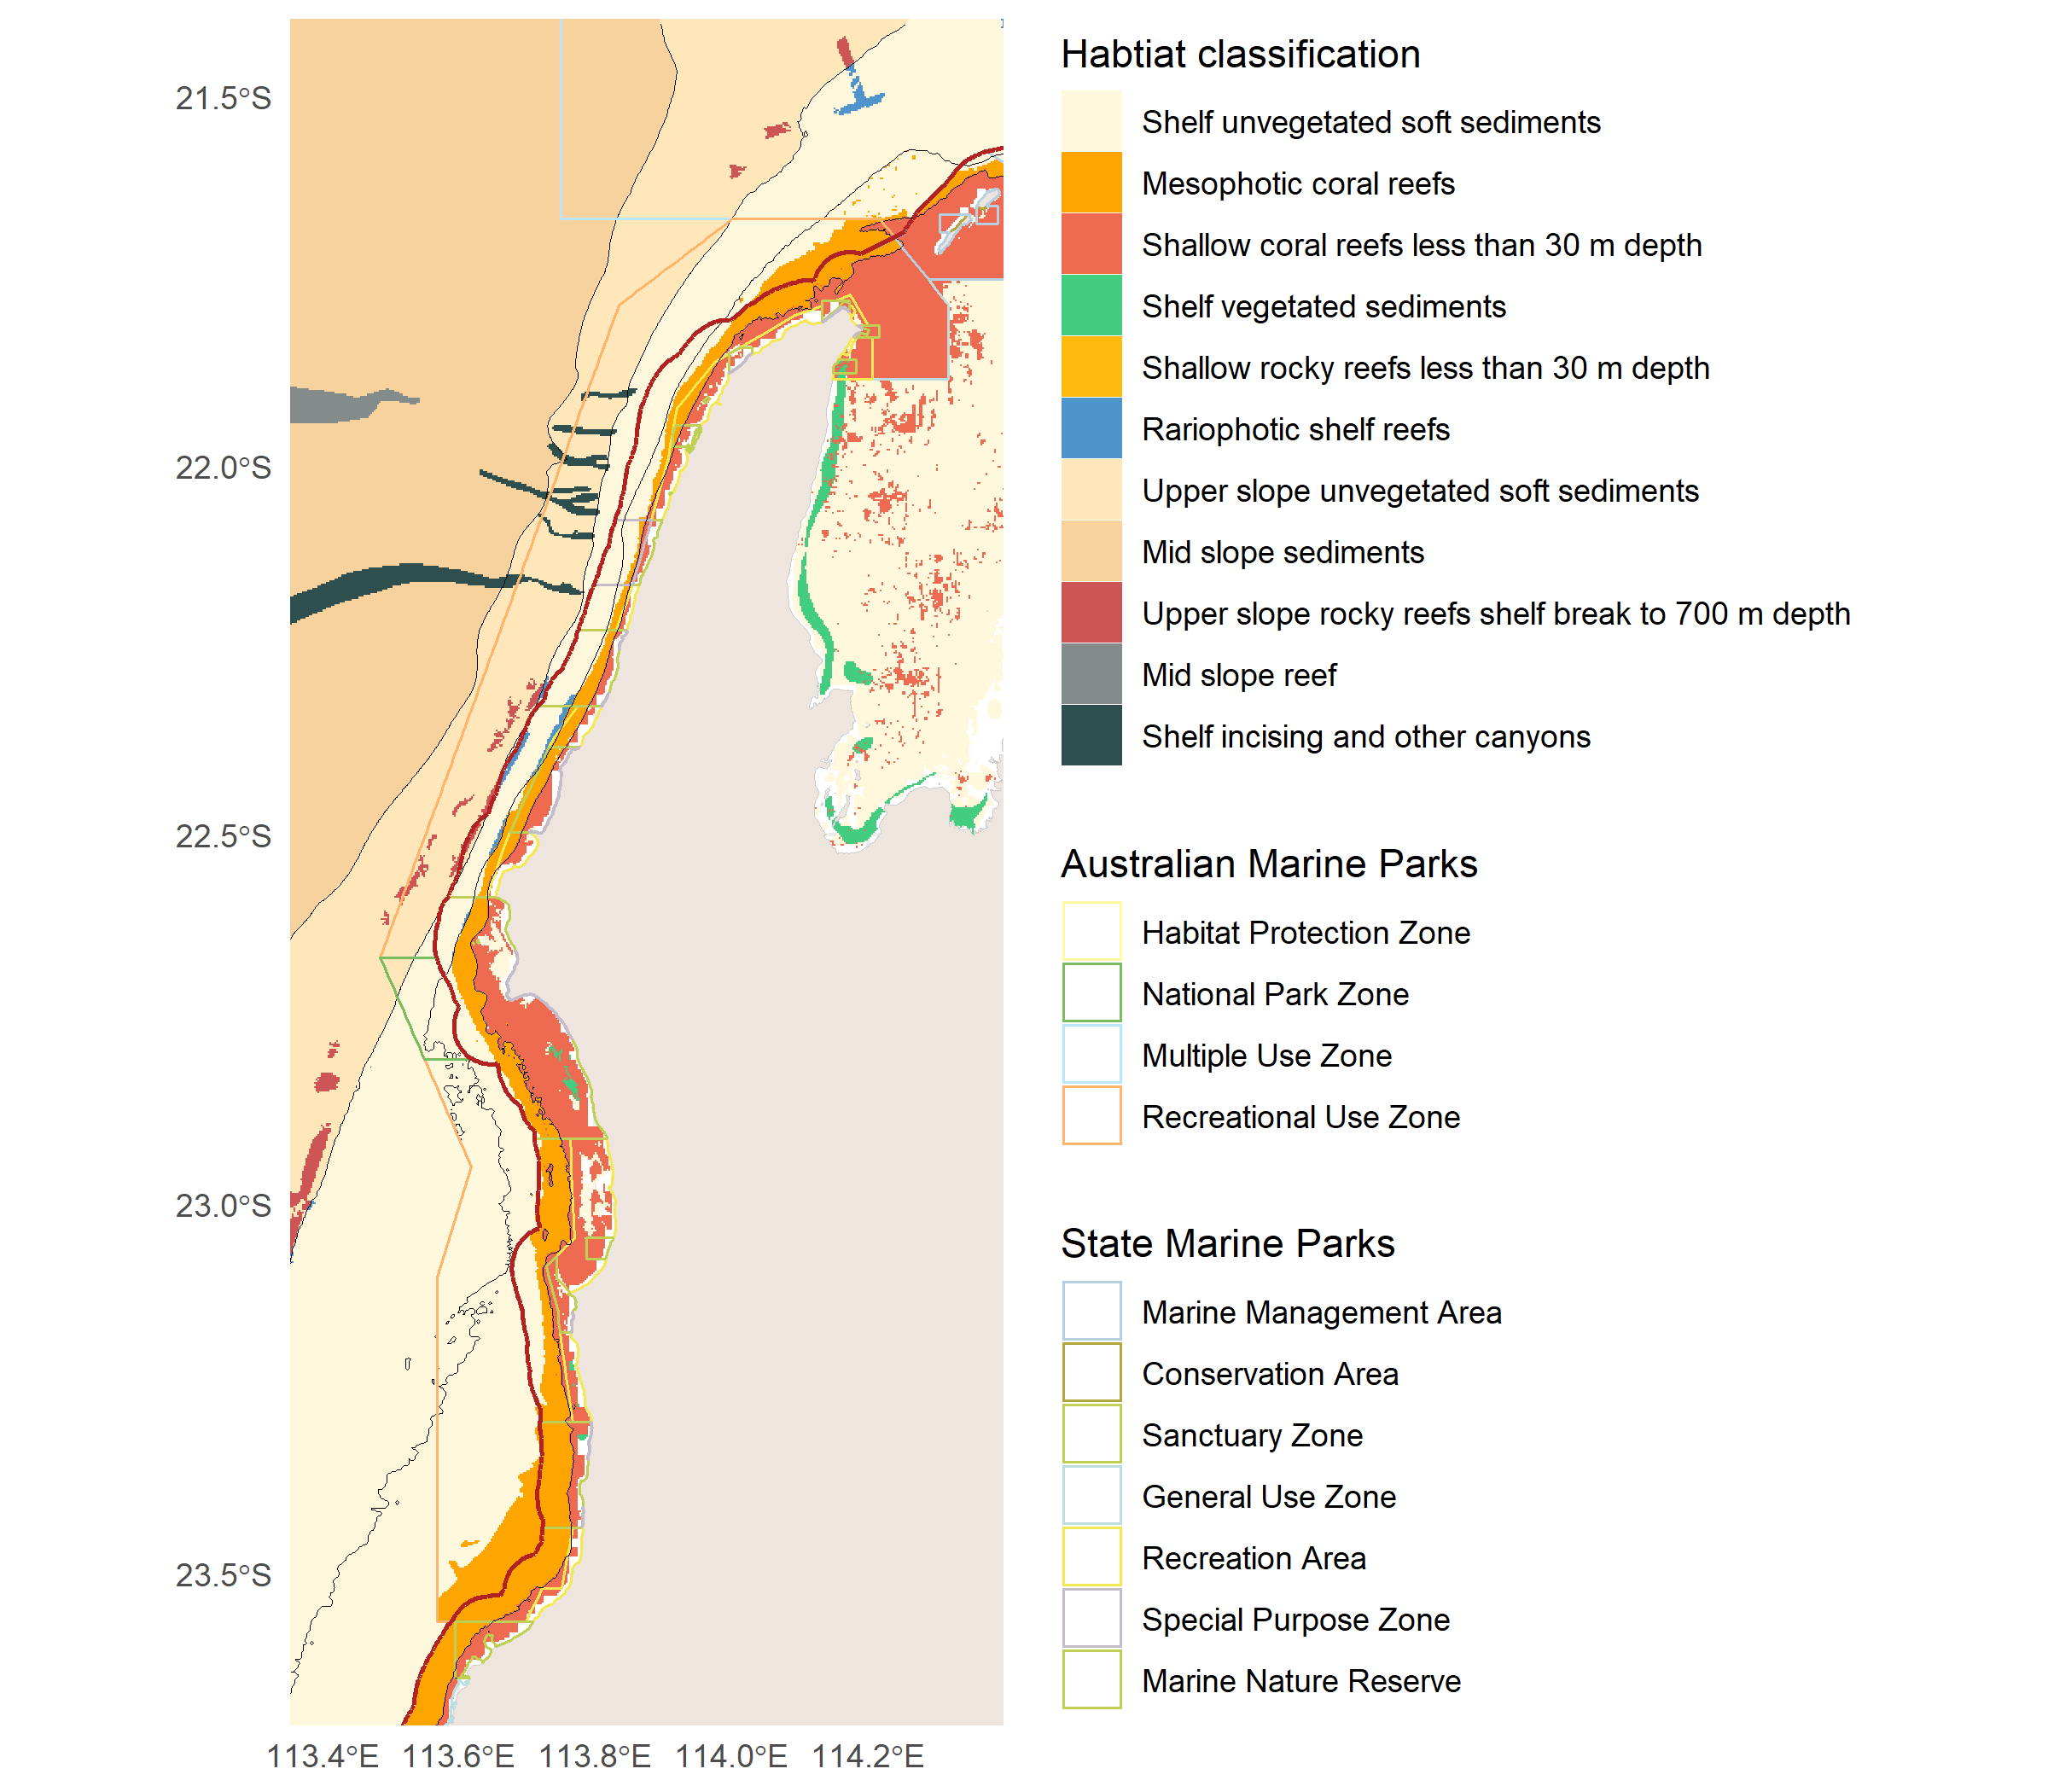 Habtiat classification
Shelf unvegetated soft sediments
Mesophotic coral reefs
Shallow coral reefs less than 30 m depth
Shelf vegetated sediments
Shallow rocky reefs less than 30 m depth
Rariophotic shelf reefs
Upper slope unvegetated soft sediments
Mid slope sediments
Upper slope rocky reefs shelf break to 700 m depth
Mid slope reef
Shelf incising and other canyons
Australian Marine Parks
Habitat Protection Zone
National Park Zone
Multiple Use Zone
Recreational Use Zone
State Marine Parks
Marine Management Area
Conservation Area
Sanctuary Zone
General Use Zone
Recreation Area
Special Purpose Zone
Marine Nature Reserve
21.5°S
22.0°S
22.5°S
23.0°S
23.5°S
113.4°E 113.6°E 113.8°E 114.0°E 114.2°E